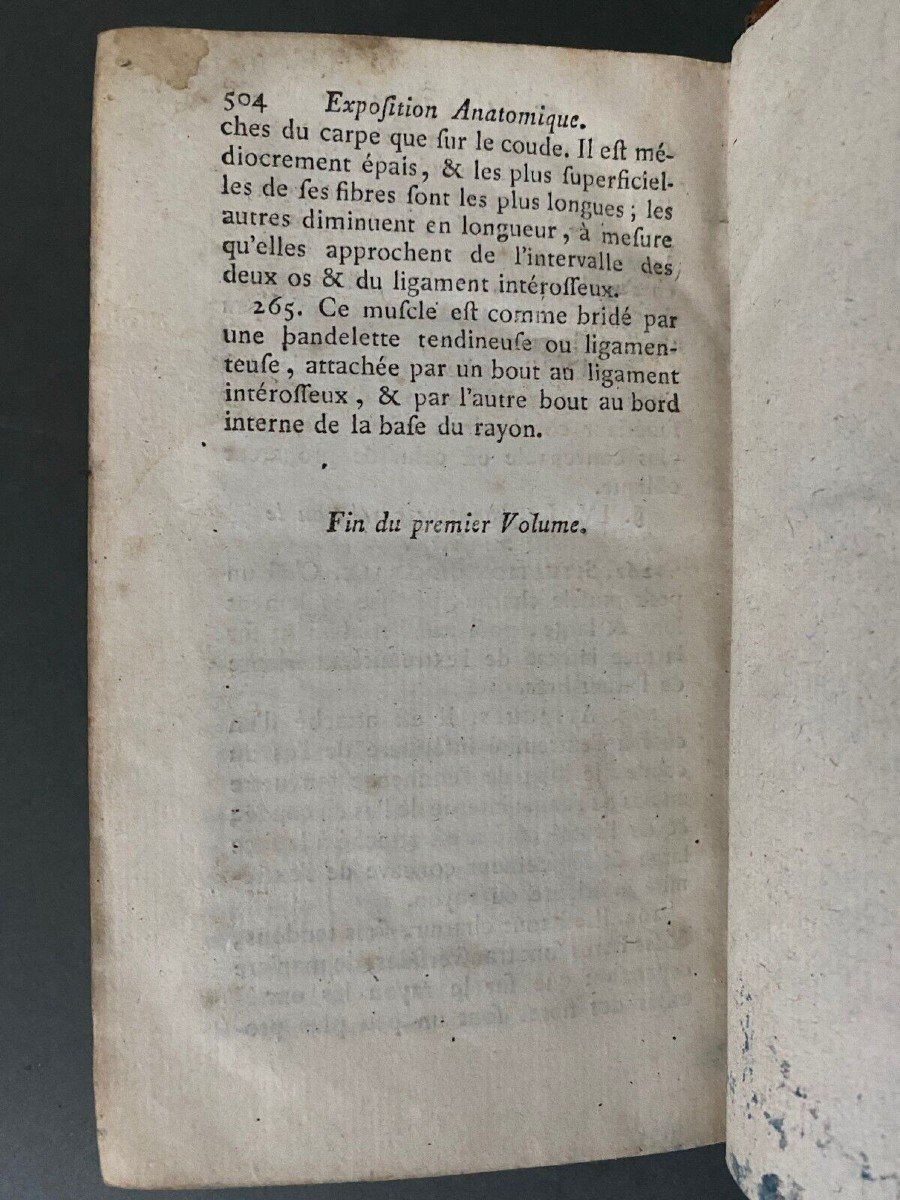 504 Expoſition Anatomique.
ches du carpe que ſur le coude. Il eſt mé-
diocrement épais, & les plus ſuperficiel-
les de ſes fibres ſont les plus longues ; les
autres diminuent en longueur, à meſure
qu'elles approchent de l'intervalle des
deux os & du ligament intéroſſeux.
265. Ce muſcle eſt comme bridé par
une bandelette tendineuſe ou ligamen-
teuſe, attachée par un bout au ligament
intéroſſeux, & par l'autre bout au bord
interne de la baſe du rayon.
Fin du premier Volume.